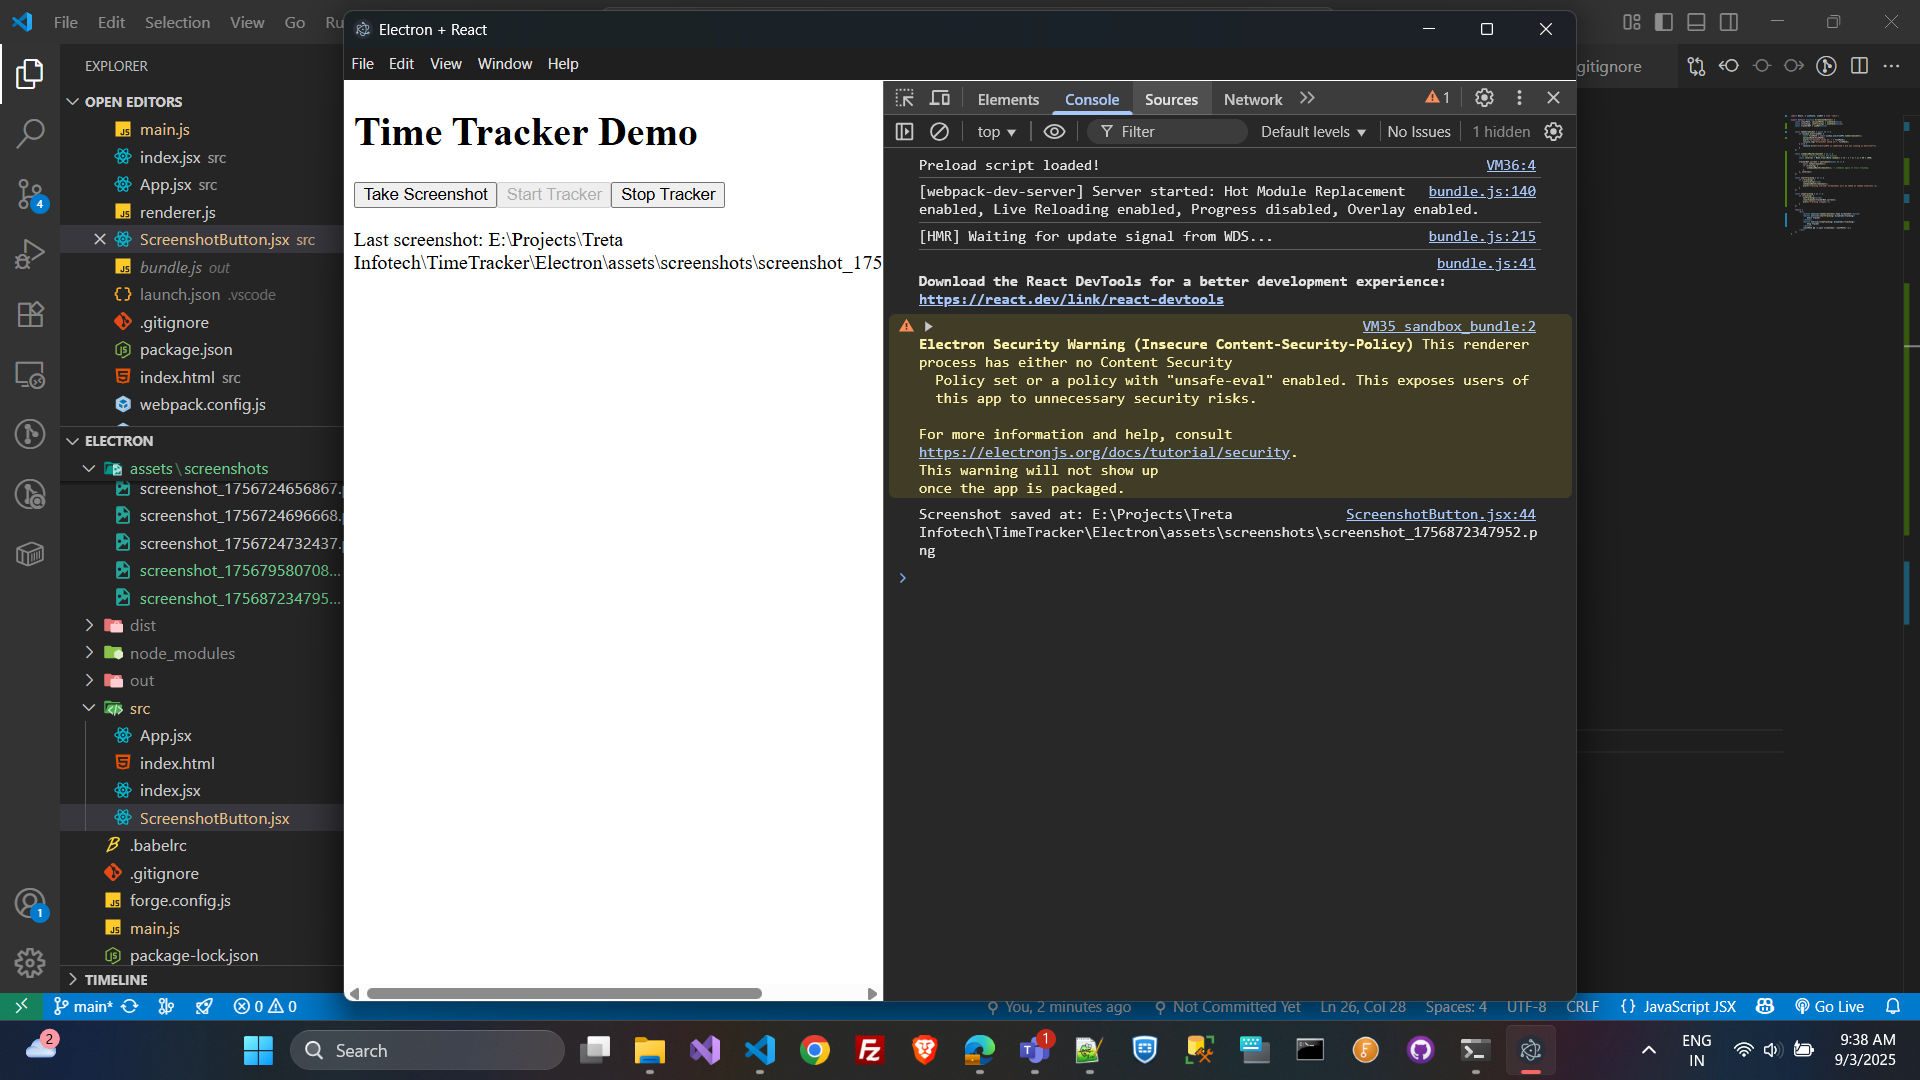 File Edit Selection View Go Ru
Electron + React
File Edit View Window Help
gitignore
EXPLORER
OPEN EDITORS
main.js
index.jsx src
App.jsx src
renderer.js
ScreenshotButton.jsx src
bundle.js out
launch.json .vscode
.gitignore
package.json
index.html src
webpack.config.js
ELECTRON
assets\screenshots
screenshot_1756724656867.
screenshot_1756724696668.
screenshot_1756724732437.
screenshot_175679580708...
screenshot_175687234795...
dist
node_modules
out
src
App.jsx
index.html
index.jsx
ScreenshotButton.jsx
.babelrc
.gitignore
forge.config.js
main.js
package-lock.json
TIMELINE
4
1
Time Tracker Demo
Take Screenshot Start Tracker Stop Tracker
Last screenshot: E:\Projects\Treta
Infotech\TimeTracker\Electron\assets\screenshots\screenshot_175
Elements Console Sources Network 1
top Filter Default levels No Issues 1 hidden
Preload script loaded! VM36:4
[webpack-dev-server] Server started: Hot Module Replacement bundle.js:140
enabled, Live Reloading enabled, Progress disabled, Overlay enabled.
[HMR] Waiting for update signal from WDS... bundle.js:215
bundle.js:41
Download the React DevTools for a better development experience:
https://react.dev/link/react-devtools
VM35 sandbox_bundle:2
Electron Security Warning (Insecure Content-Security-Policy) This renderer
process has either no Content Security
Policy set or a policy with "unsafe-eval" enabled. This exposes users of
this app to unnecessary security risks.
For more information and help, consult
https://electronjs.org/docs/tutorial/security.
This warning will not show up
once the app is packaged.
Screenshot saved at: E:\Projects\Treta ScreenshotButton.jsx:44
Infotech\TimeTracker\Electron\assets\screenshots\screenshot_1756872347952.p
ng
main* 0 0 You, 2 minutes ago Not Committed Yet Ln 26, Col 28 Spaces: 4 UTF-8 CRLF {} JavaScript JSX Go Live
2 Search 1 ENG 9:38 AM
IN 9/3/2025